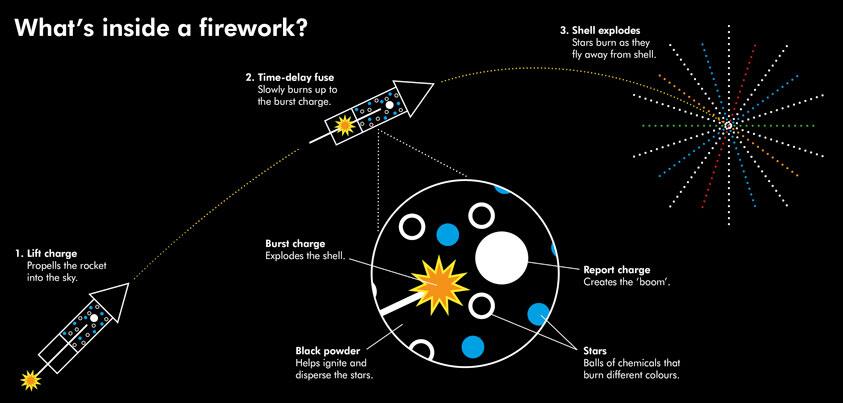 What's inside a firework?
3. Shell explodes
Stars burn as they
fly away from shell.
2. Time-delay fuse
Slowly burns up to
the burst charge.
1. Lift charge
Propells the rocket
into the sky.
Burst charge
Explodes the shell.
Report charge
Creates the 'boom'.
Black powder
Helps ignite and
disperse the stars.
Stars
Balls of chemicals that
burn different colours.